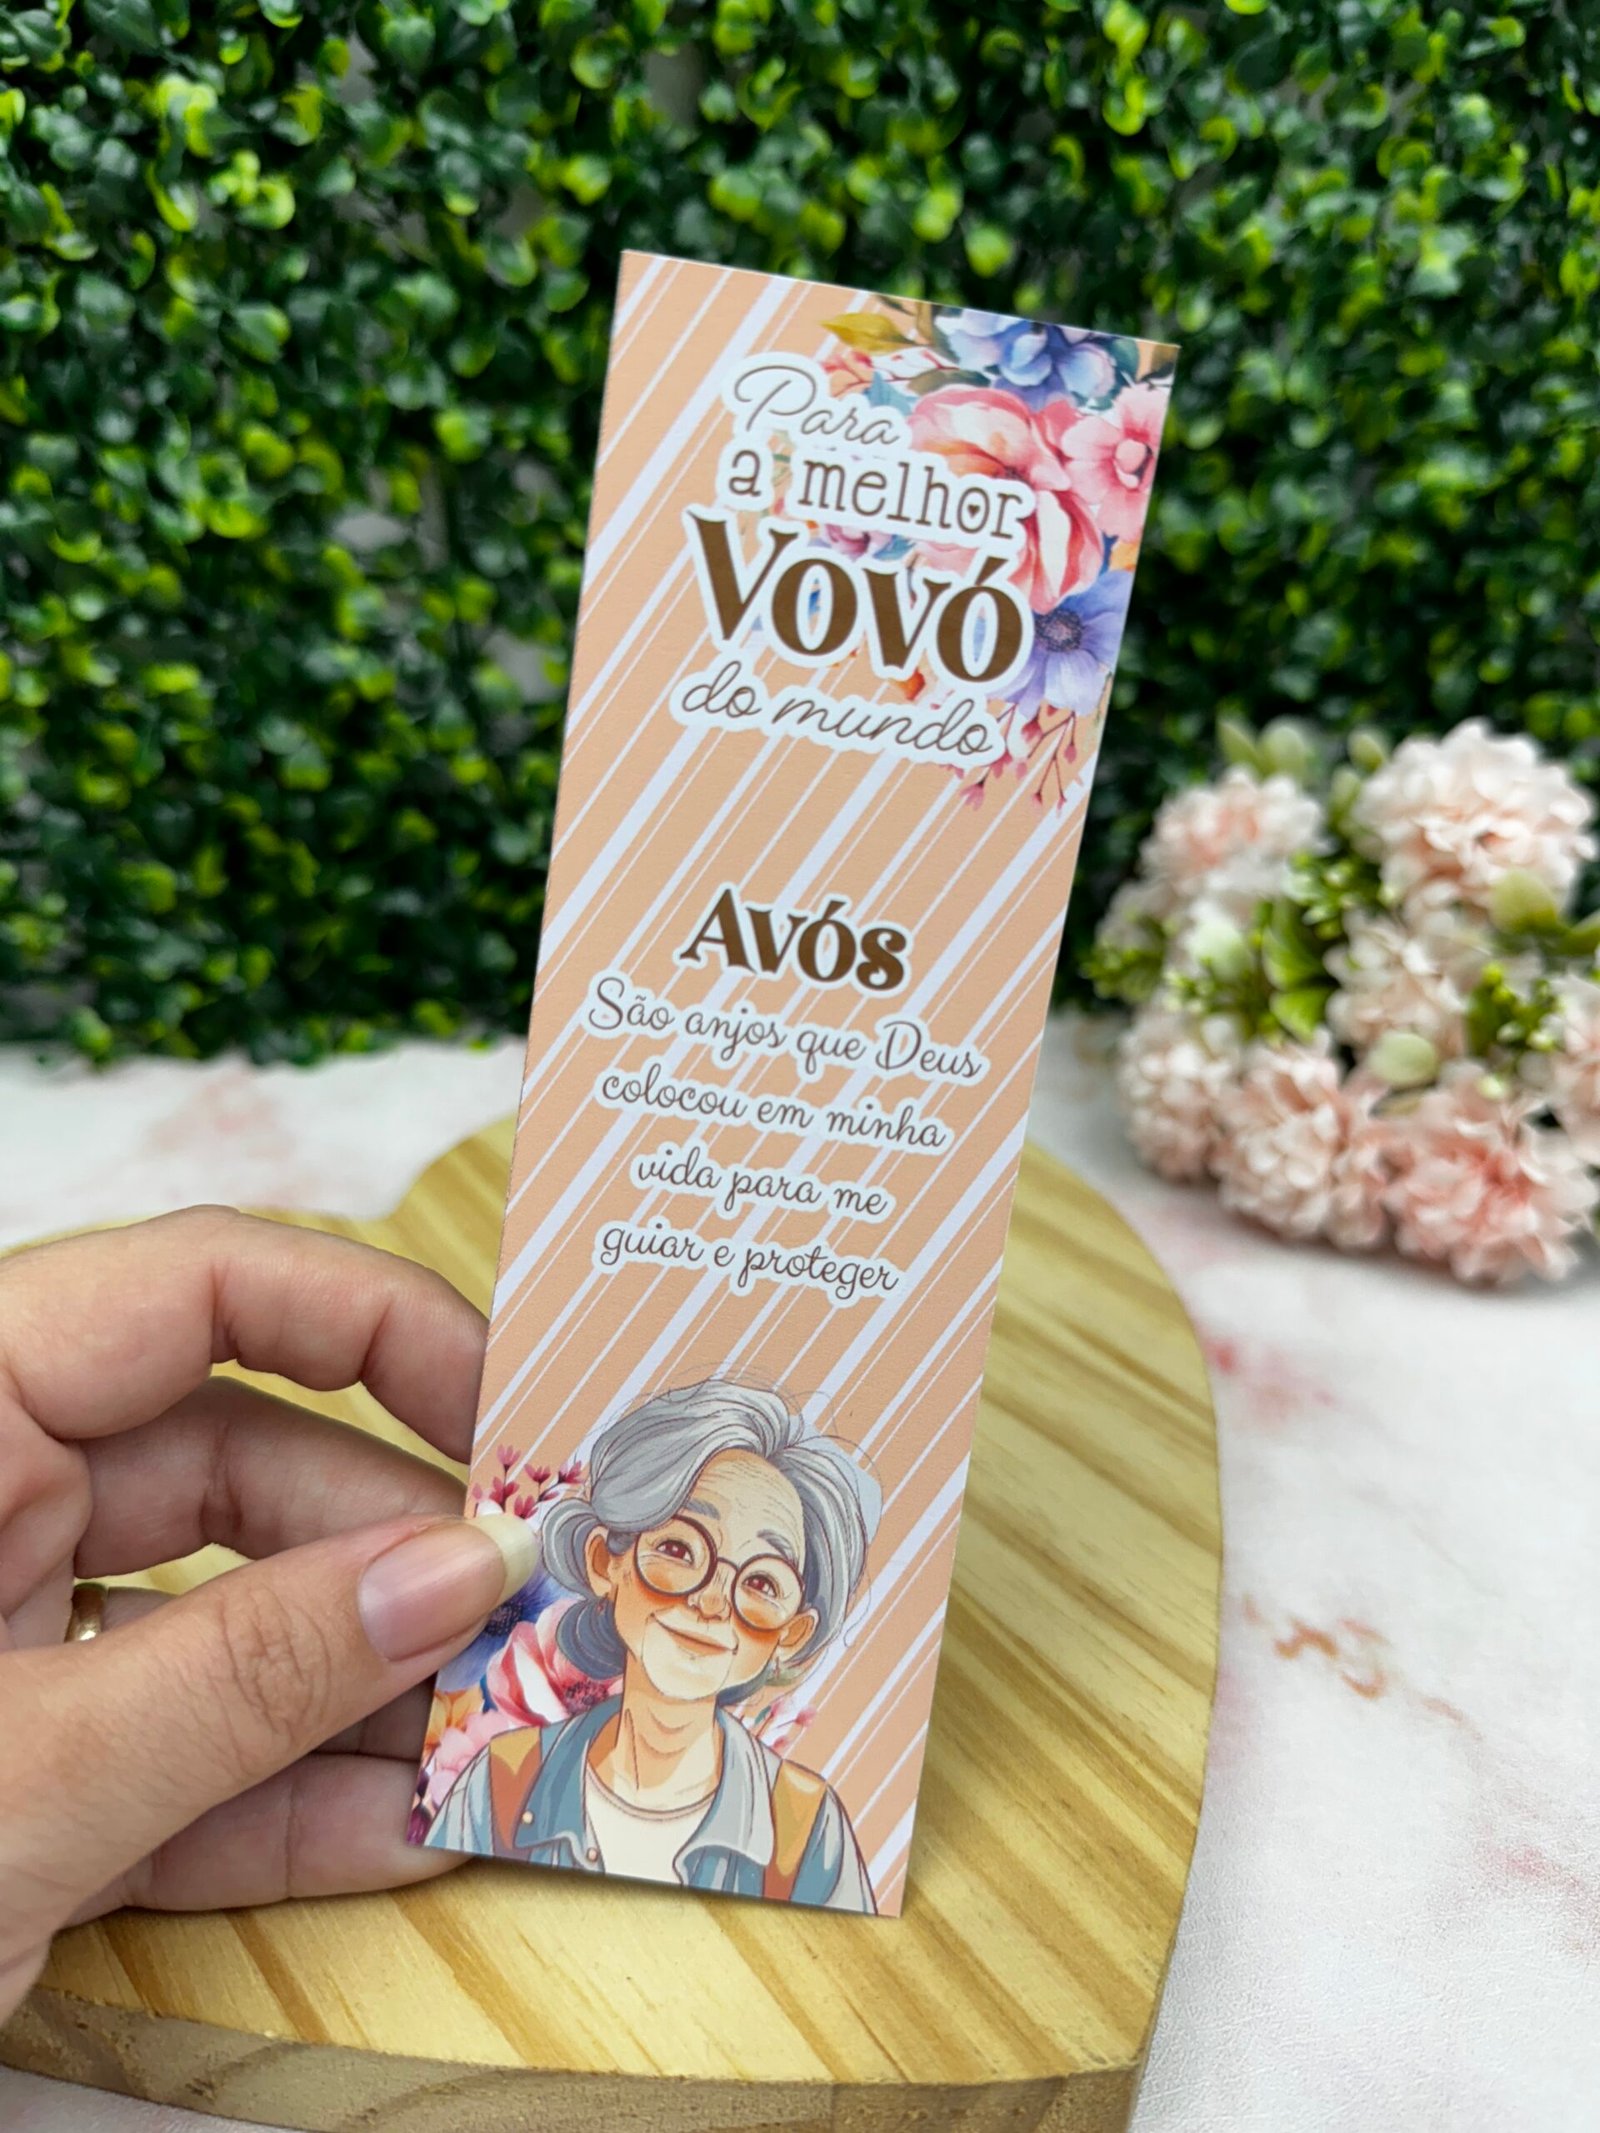 Para
a melhor
Vovó
do mundo
Avós
São anjos que Deus
colocou em minha
vida para me
guiar e proteger